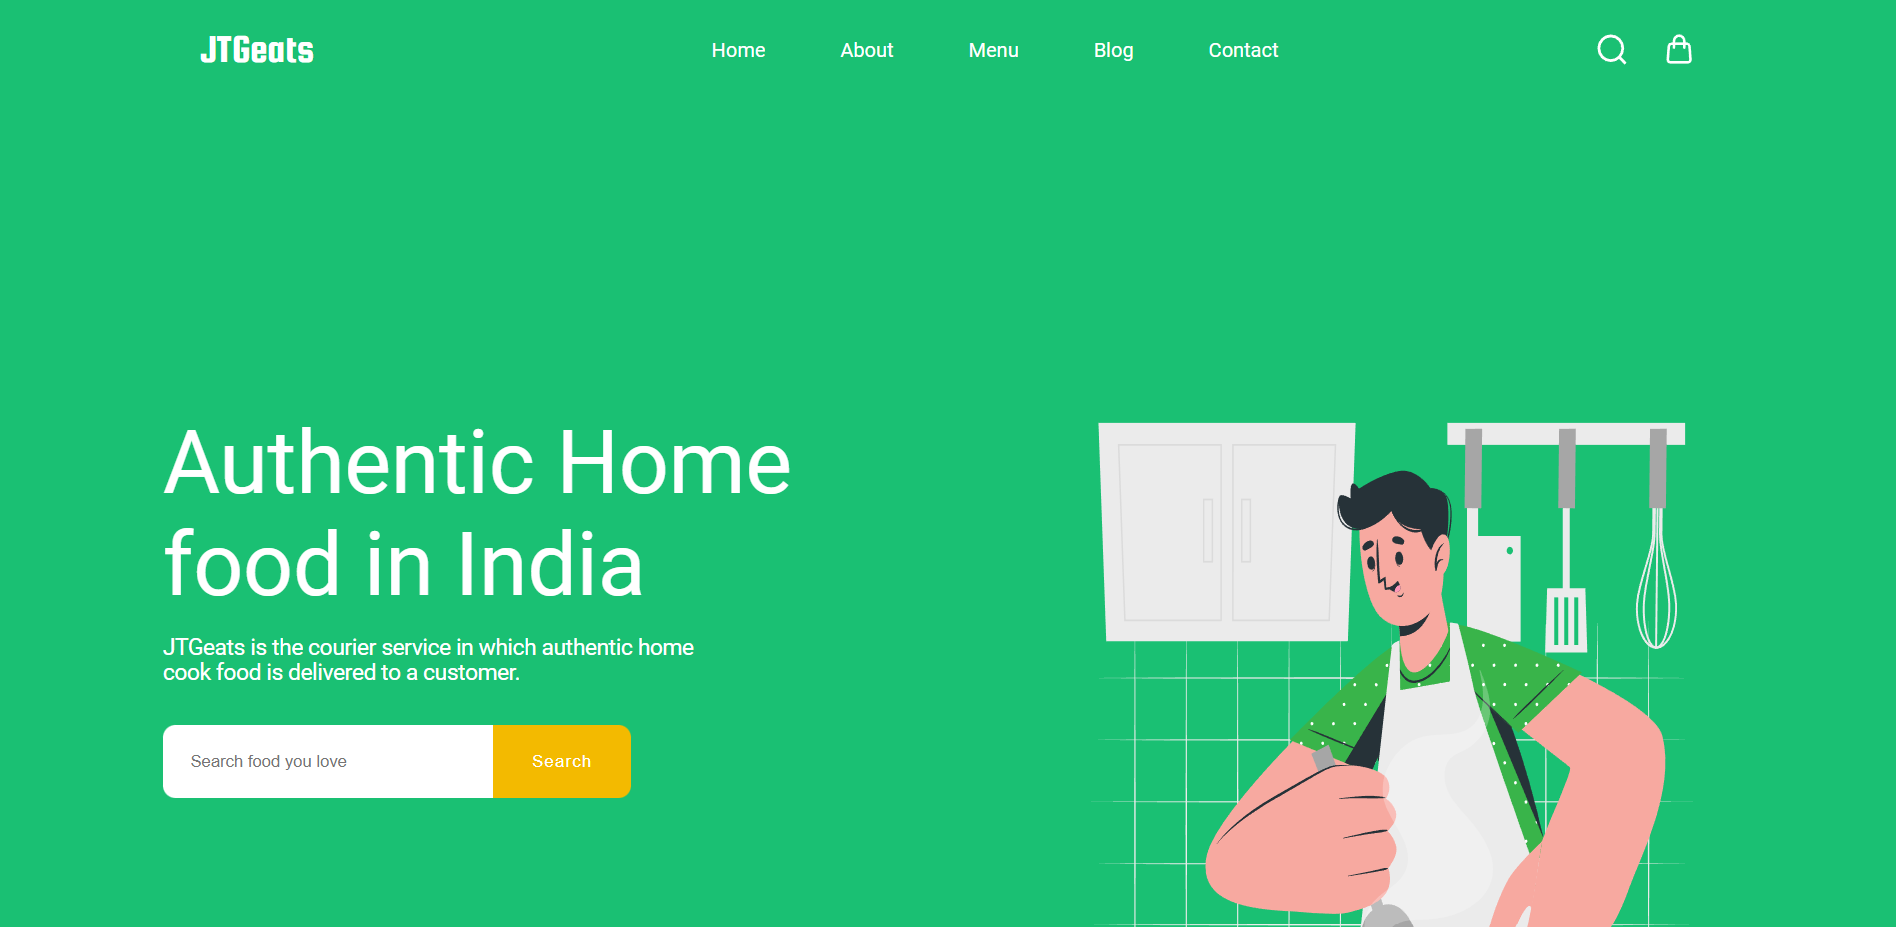 JTGeats
Home
About
Menu
Blog
Contact
Authentic Home
food in India
JTGeats is the courier service in which authentic home
cook food is delivered to a customer.
Search food you love
Search